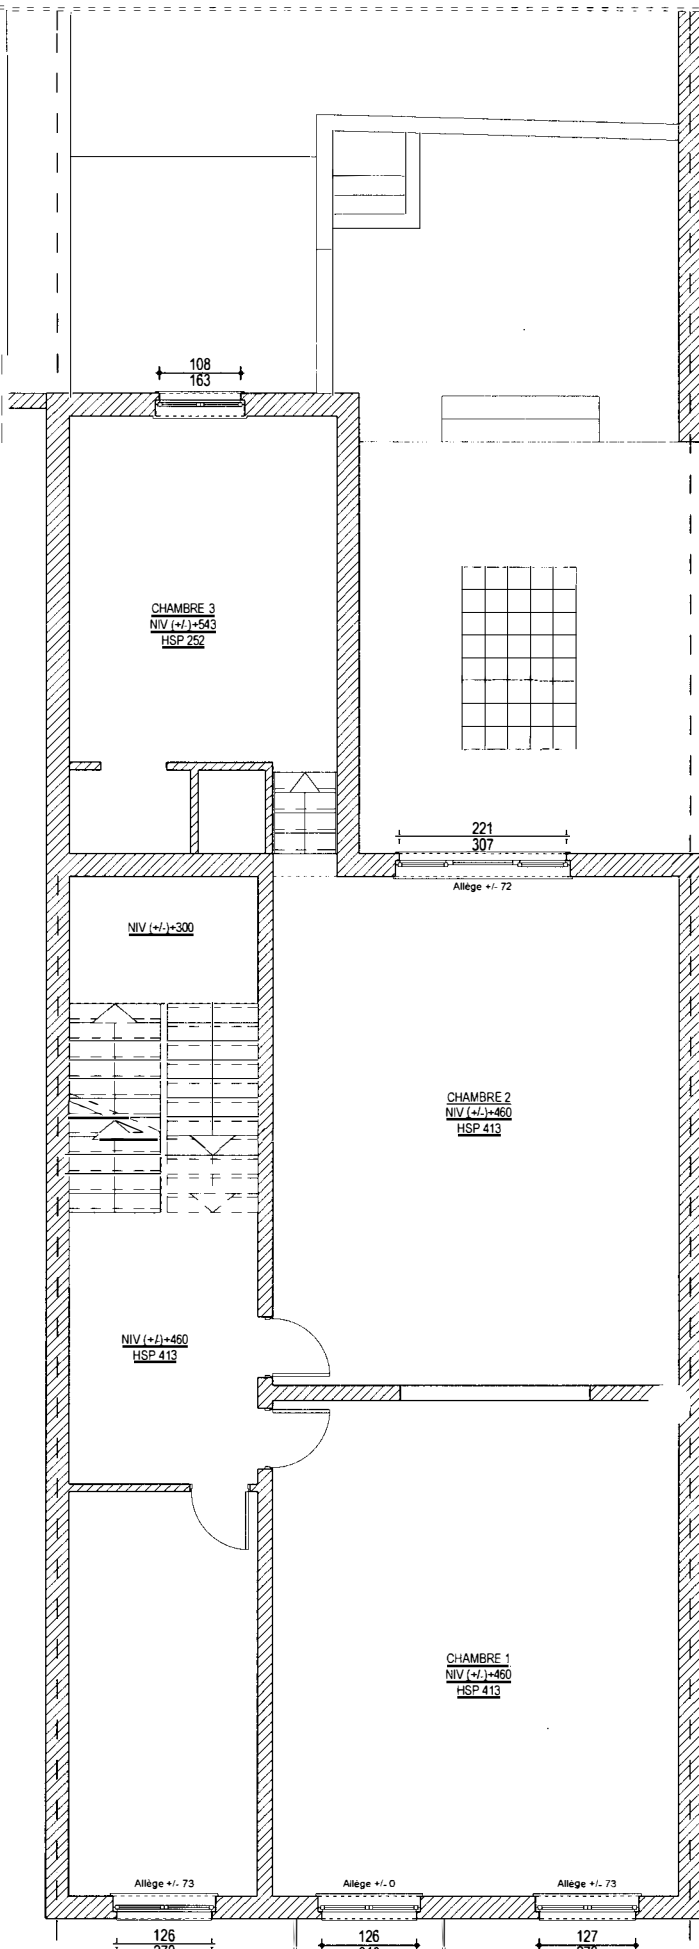 108
163
CHAMBRE 3
NIV (+/-)+543
HSP 252
221
307
Allège +/- 72
NIV (+/-)+300
CHAMBRE 2
NIV (+/-)+460
HSP 413
NIV (+/-)+460
HSP 413
CHAMBRE 1
NIV (+/-)+460
HSP 413
Allège +/- 73
Allège +/- 0
Allège +/- 73
126
126
127